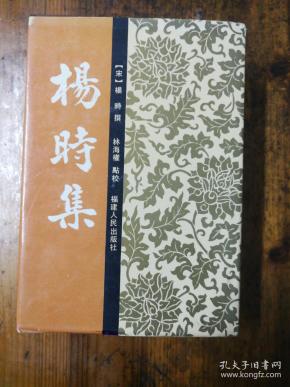 楊時集
【宋】楊時撰
林海權 點校
福建人民出版社
孔夫子旧书网